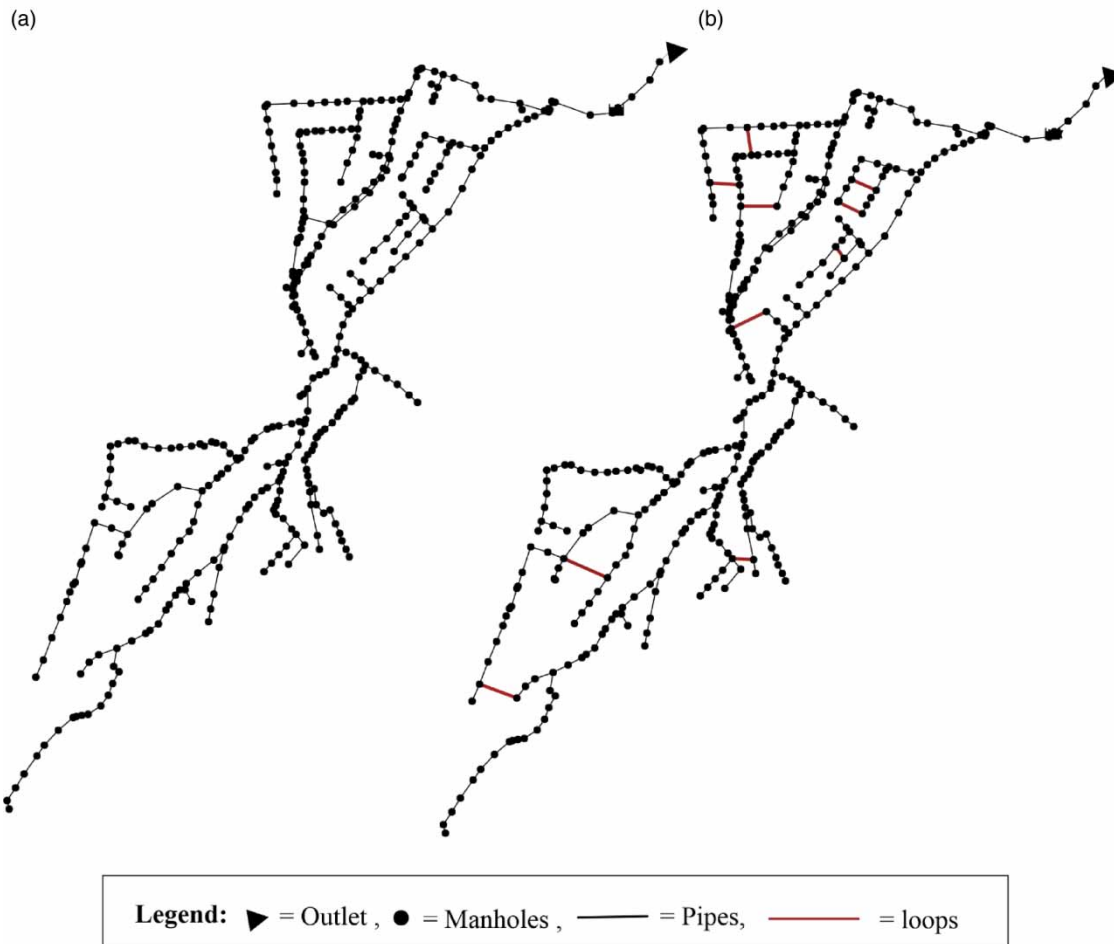 (a)
(b)
Legend: = Outlet , = Manholes , = Pipes, = loops